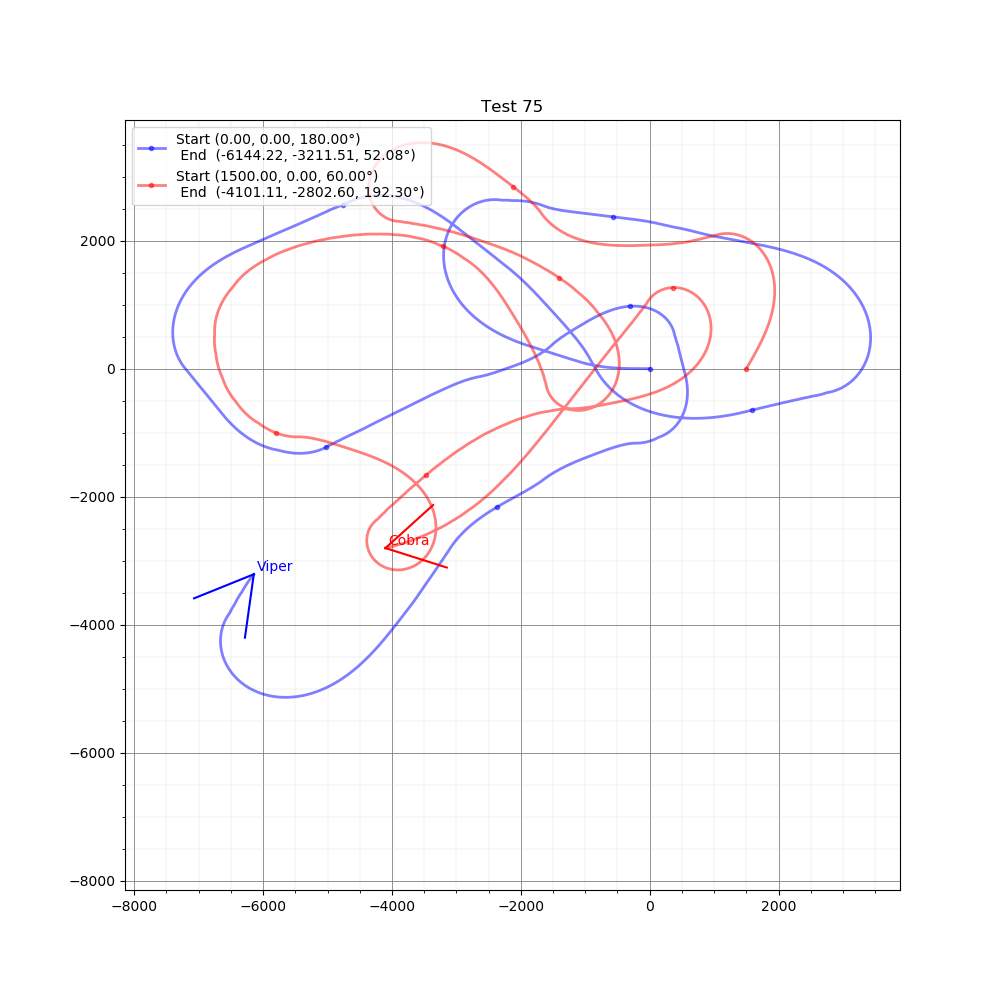 Test 75
Start (0.00, 0.00, 180.00°)
End (-6144.22, -3211.51, 52.08°)
Start (1500.00, 0.00, 60.00°)
End (-4101.11, -2802.60, 192.30°)
2000
0
−2000
−4000
−6000
−8000
Cobra
Viper
−8000 −6000 −4000 −2000 0 2000